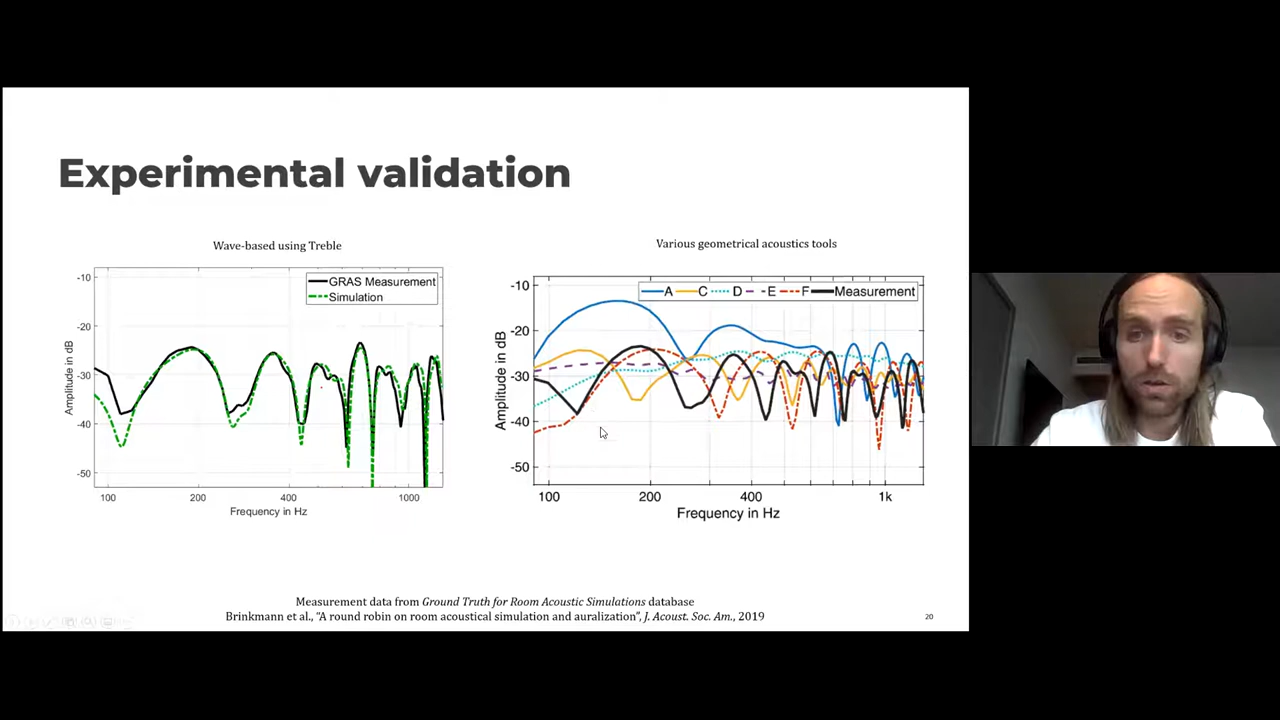 Experimental validation
Wave-based using Treble
-10
-20
-30
-40
-50
Amplitude in dB
GRAS Measurement
Simulation
100 200 400 1000
Frequency in Hz
Various geometrical acoustics tools
-10
-20
-30
-40
-50
Amplitude in dB
A C D E F Measurement
100 200 400 1k
Frequency in Hz
Measurement data from Ground Truth for Room Acoustic Simulations database
Brinkmann et al., "A round robin on room acoustical simulation and auralization", J. Acoust. Soc. Am., 2019
20